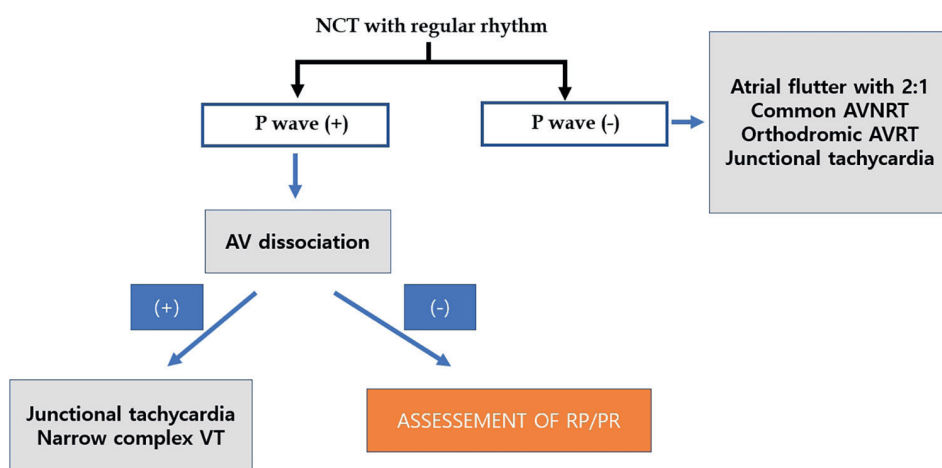 NCT with regular rhythm
P wave (+)
P wave (-)
Atrial flutter with 2:1
Common AVNRT
Orthodromic AVRT
Junctional tachycardia
AV dissociation
(+)
(-)
Junctional tachycardia
Narrow complex VT
ASSESSEMENT OF RP/PR